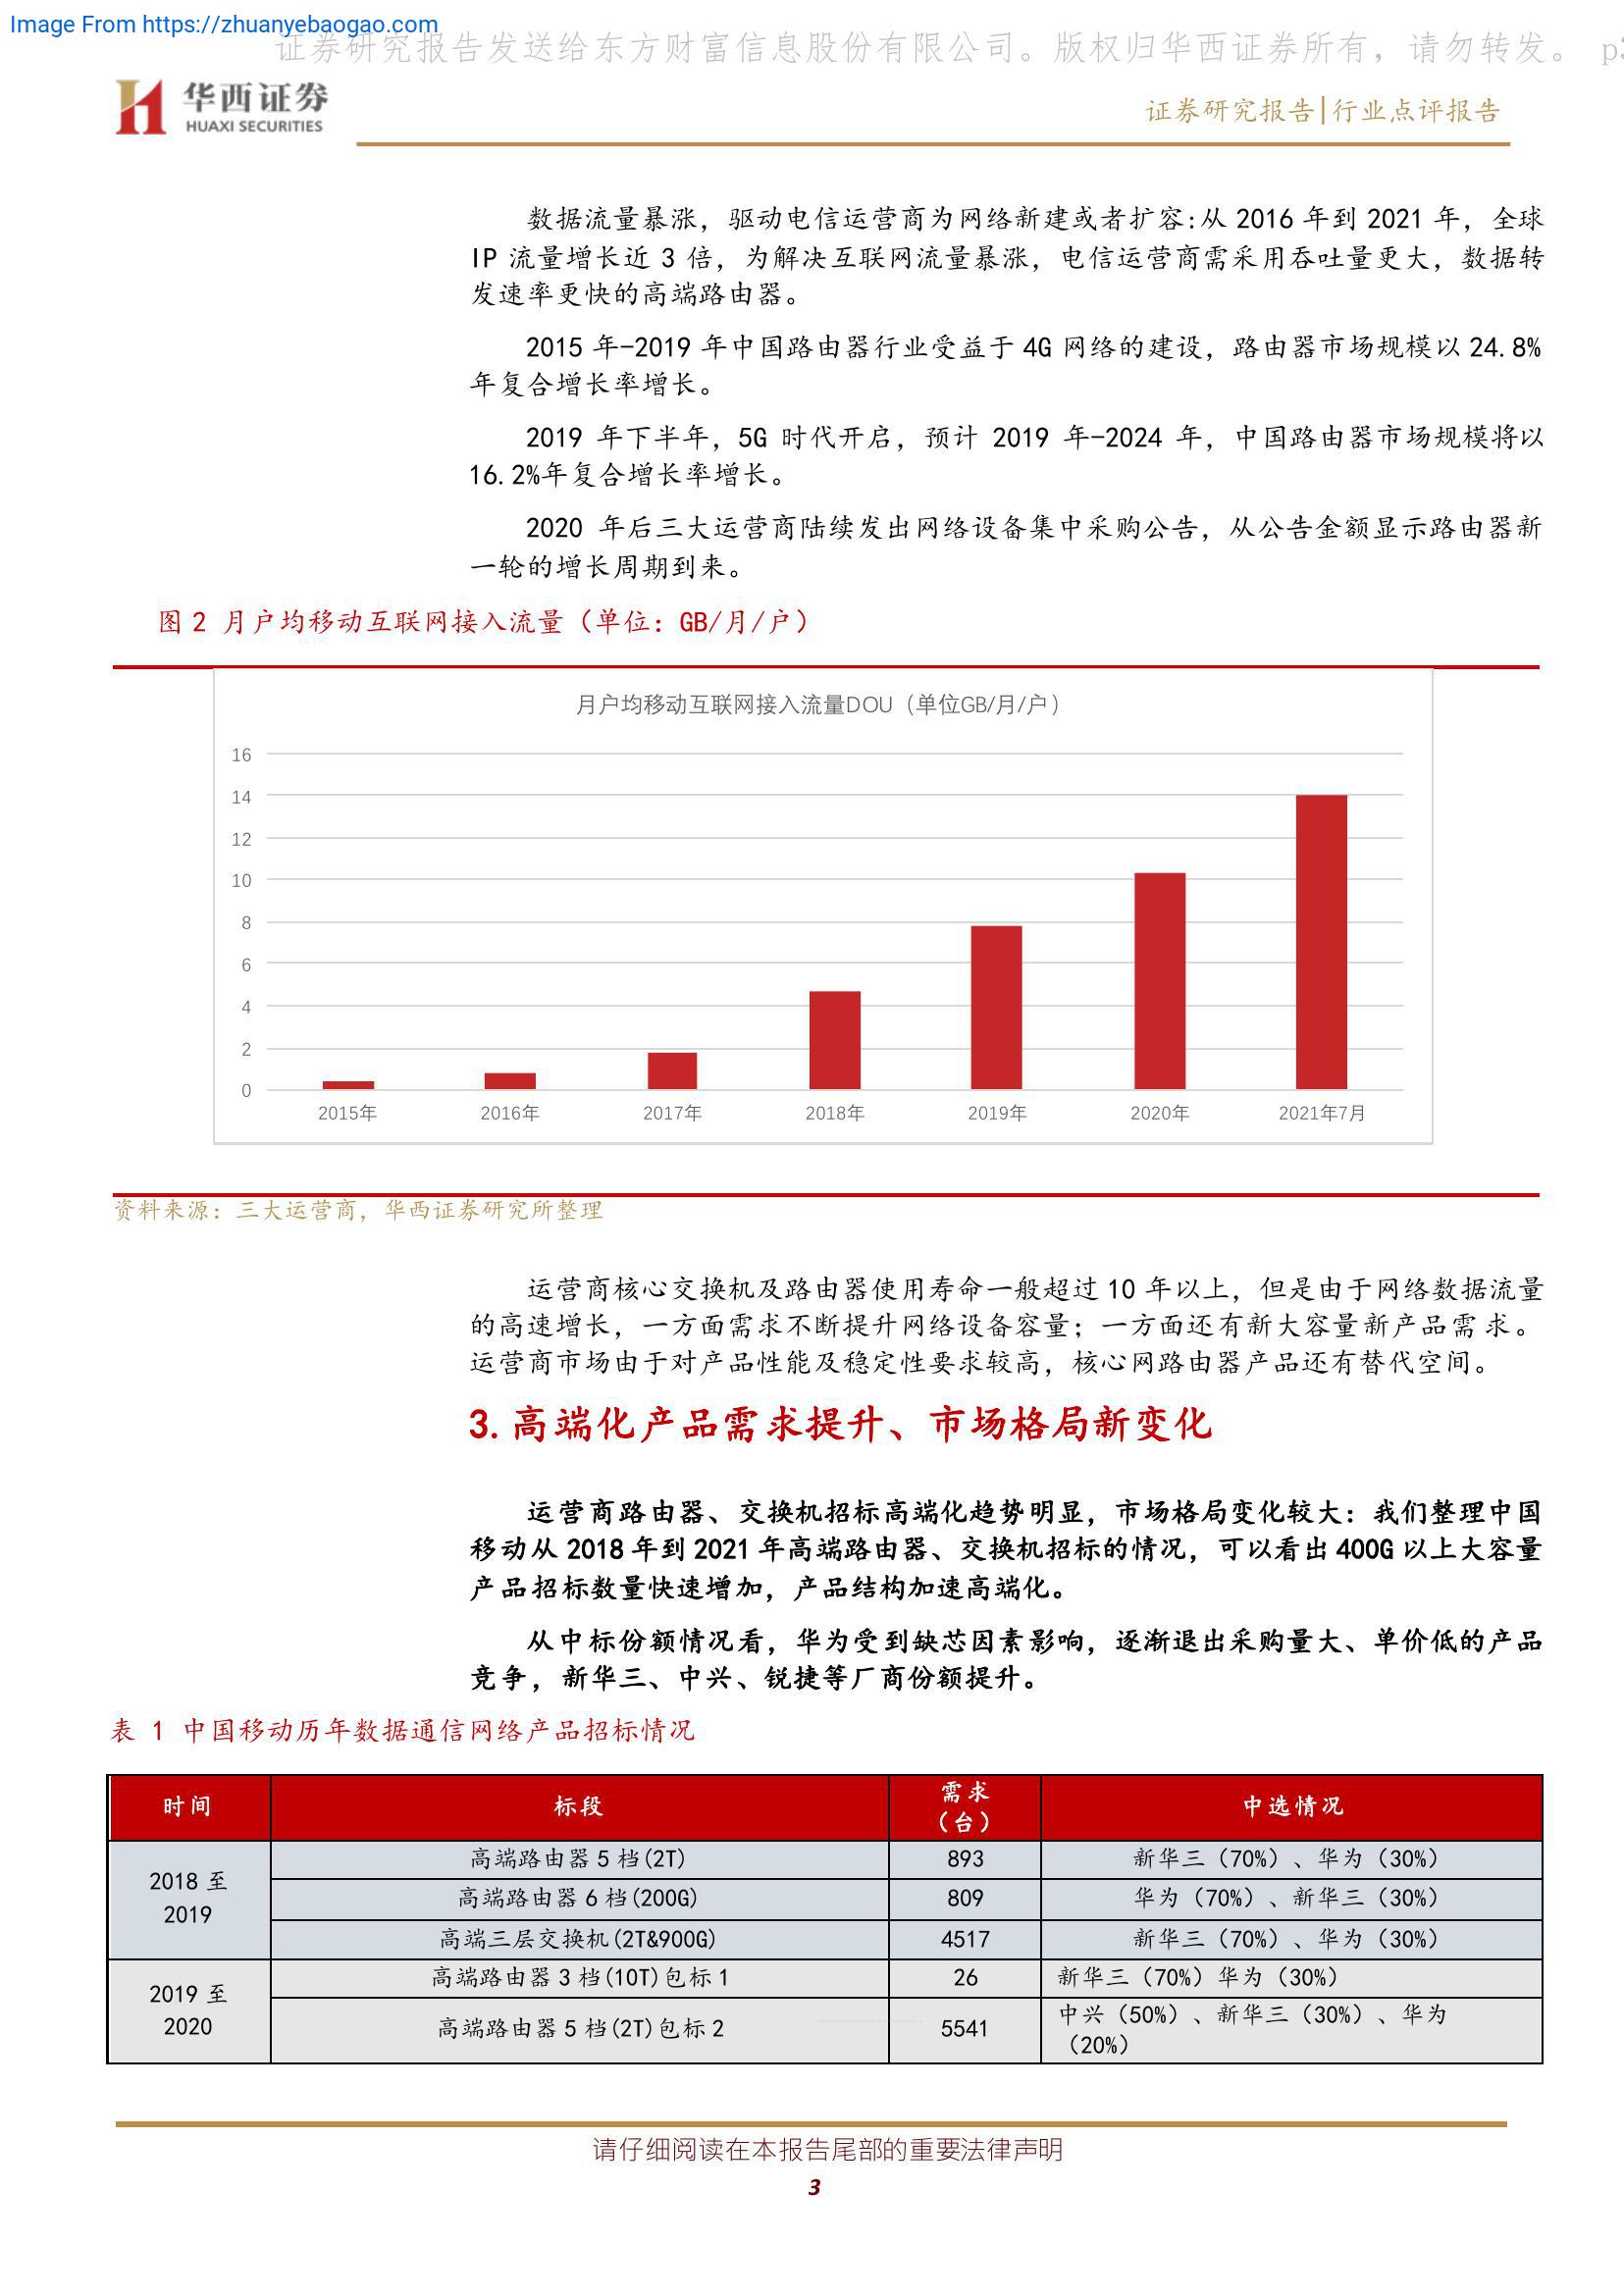 Image From https://zhuanyebaogao.com
证券研究报告发送给东方财富信息股份有限公司。版权归华西证券所有，请勿转发。 p3
华西证券
HUAXI SECURITIES
证券研究报告|行业点评报告
数据流量暴涨，驱动电信运营商为网络新建或者扩容:从 2016 年到 2021 年，全球
IP 流量增长近 3 倍，为解决互联网流量暴涨，电信运营商需采用吞吐量更大，数据转
发速率更快的高端路由器。
2015 年-2019 年中国路由器行业受益于 4G 网络的建设，路由器市场规模以 24.8%
年复合增长率增长。
2019 年下半年，5G 时代开启，预计 2019 年-2024 年，中国路由器市场规模将以
16.2%年复合增长率增长。
2020 年后三大运营商陆续发出网络设备集中采购公告，从公告金额显示路由器新
一轮的增长周期到来。
图 2 月户均移动互联网接入流量（单位：GB/月/户）
月户均移动互联网接入流量DOU（单位GB/月/户）
16
14
12
10
8
6
4
2
0
2015年 2016年 2017年 2018年 2019年 2020年 2021年7月
资料来源：三大运营商，华西证券研究所整理
运营商核心交换机及路由器使用寿命一般超过 10 年以上，但是由于网络数据流量
的高速增长，一方面需求不断提升网络设备容量；一方面还有新大容量新产品需求。
运营商市场由于对产品性能及稳定性要求较高，核心网路由器产品还有替代空间。
3.高端化产品需求提升、市场格局新变化
运营商路由器、交换机招标高端化趋势明显，市场格局变化较大：我们整理中国
移动从 2018 年到 2021 年高端路由器、交换机招标的情况，可以看出 400G 以上大容量
产品招标数量快速增加，产品结构加速高端化。
从中标份额情况看，华为受到缺芯因素影响，逐渐退出采购量大、单价低的产品
竞争，新华三、中兴、锐捷等厂商份额提升。
表 1 中国移动历年数据通信网络产品招标情况
时间 标段 需求（台） 中选情况
2018 至 2019 高端路由器 5 档(2T) 893 新华三（70%）、华为（30%）
高端路由器 6 档(200G) 809 华为（70%）、新华三（30%）
高端三层交换机(2T&900G) 4517 新华三（70%）、华为（30%）
2019 至 2020 高端路由器 3 档(10T)包标 1 26 新华三（70%）华为（30%）
高端路由器 5 档(2T)包标 2 5541 中兴（50%）、新华三（30%）、华为（20%）
请仔细阅读在本报告尾部的重要法律声明
3